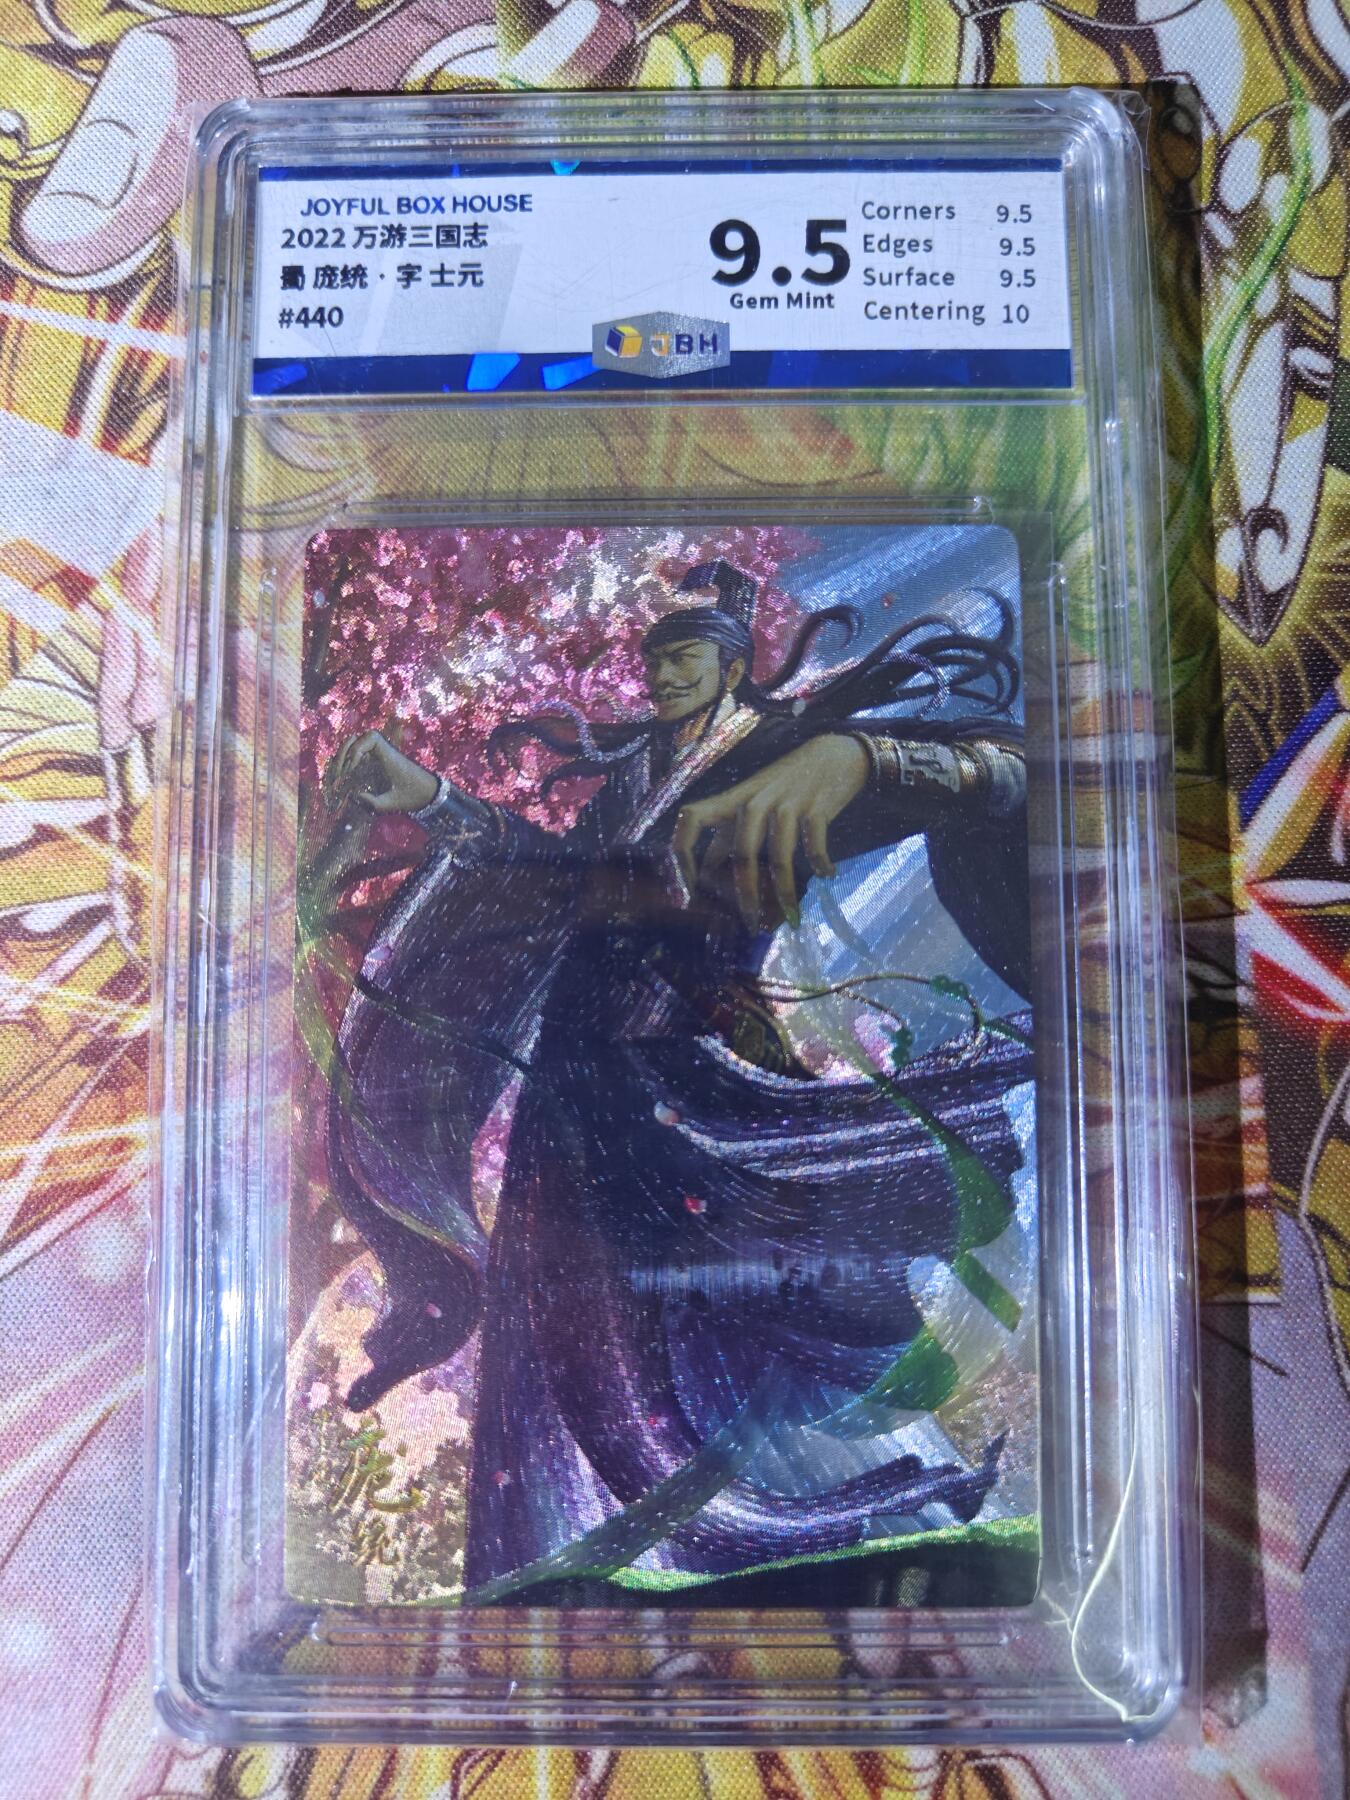 JOYFUL BOX HOUSE
2022 万游三国志
蜀 庞统·字 士元
#440
9.5
Gem Mint
Corners 9.5
Edges 9.5
Surface 9.5
Centering 10
JBH
庞
统